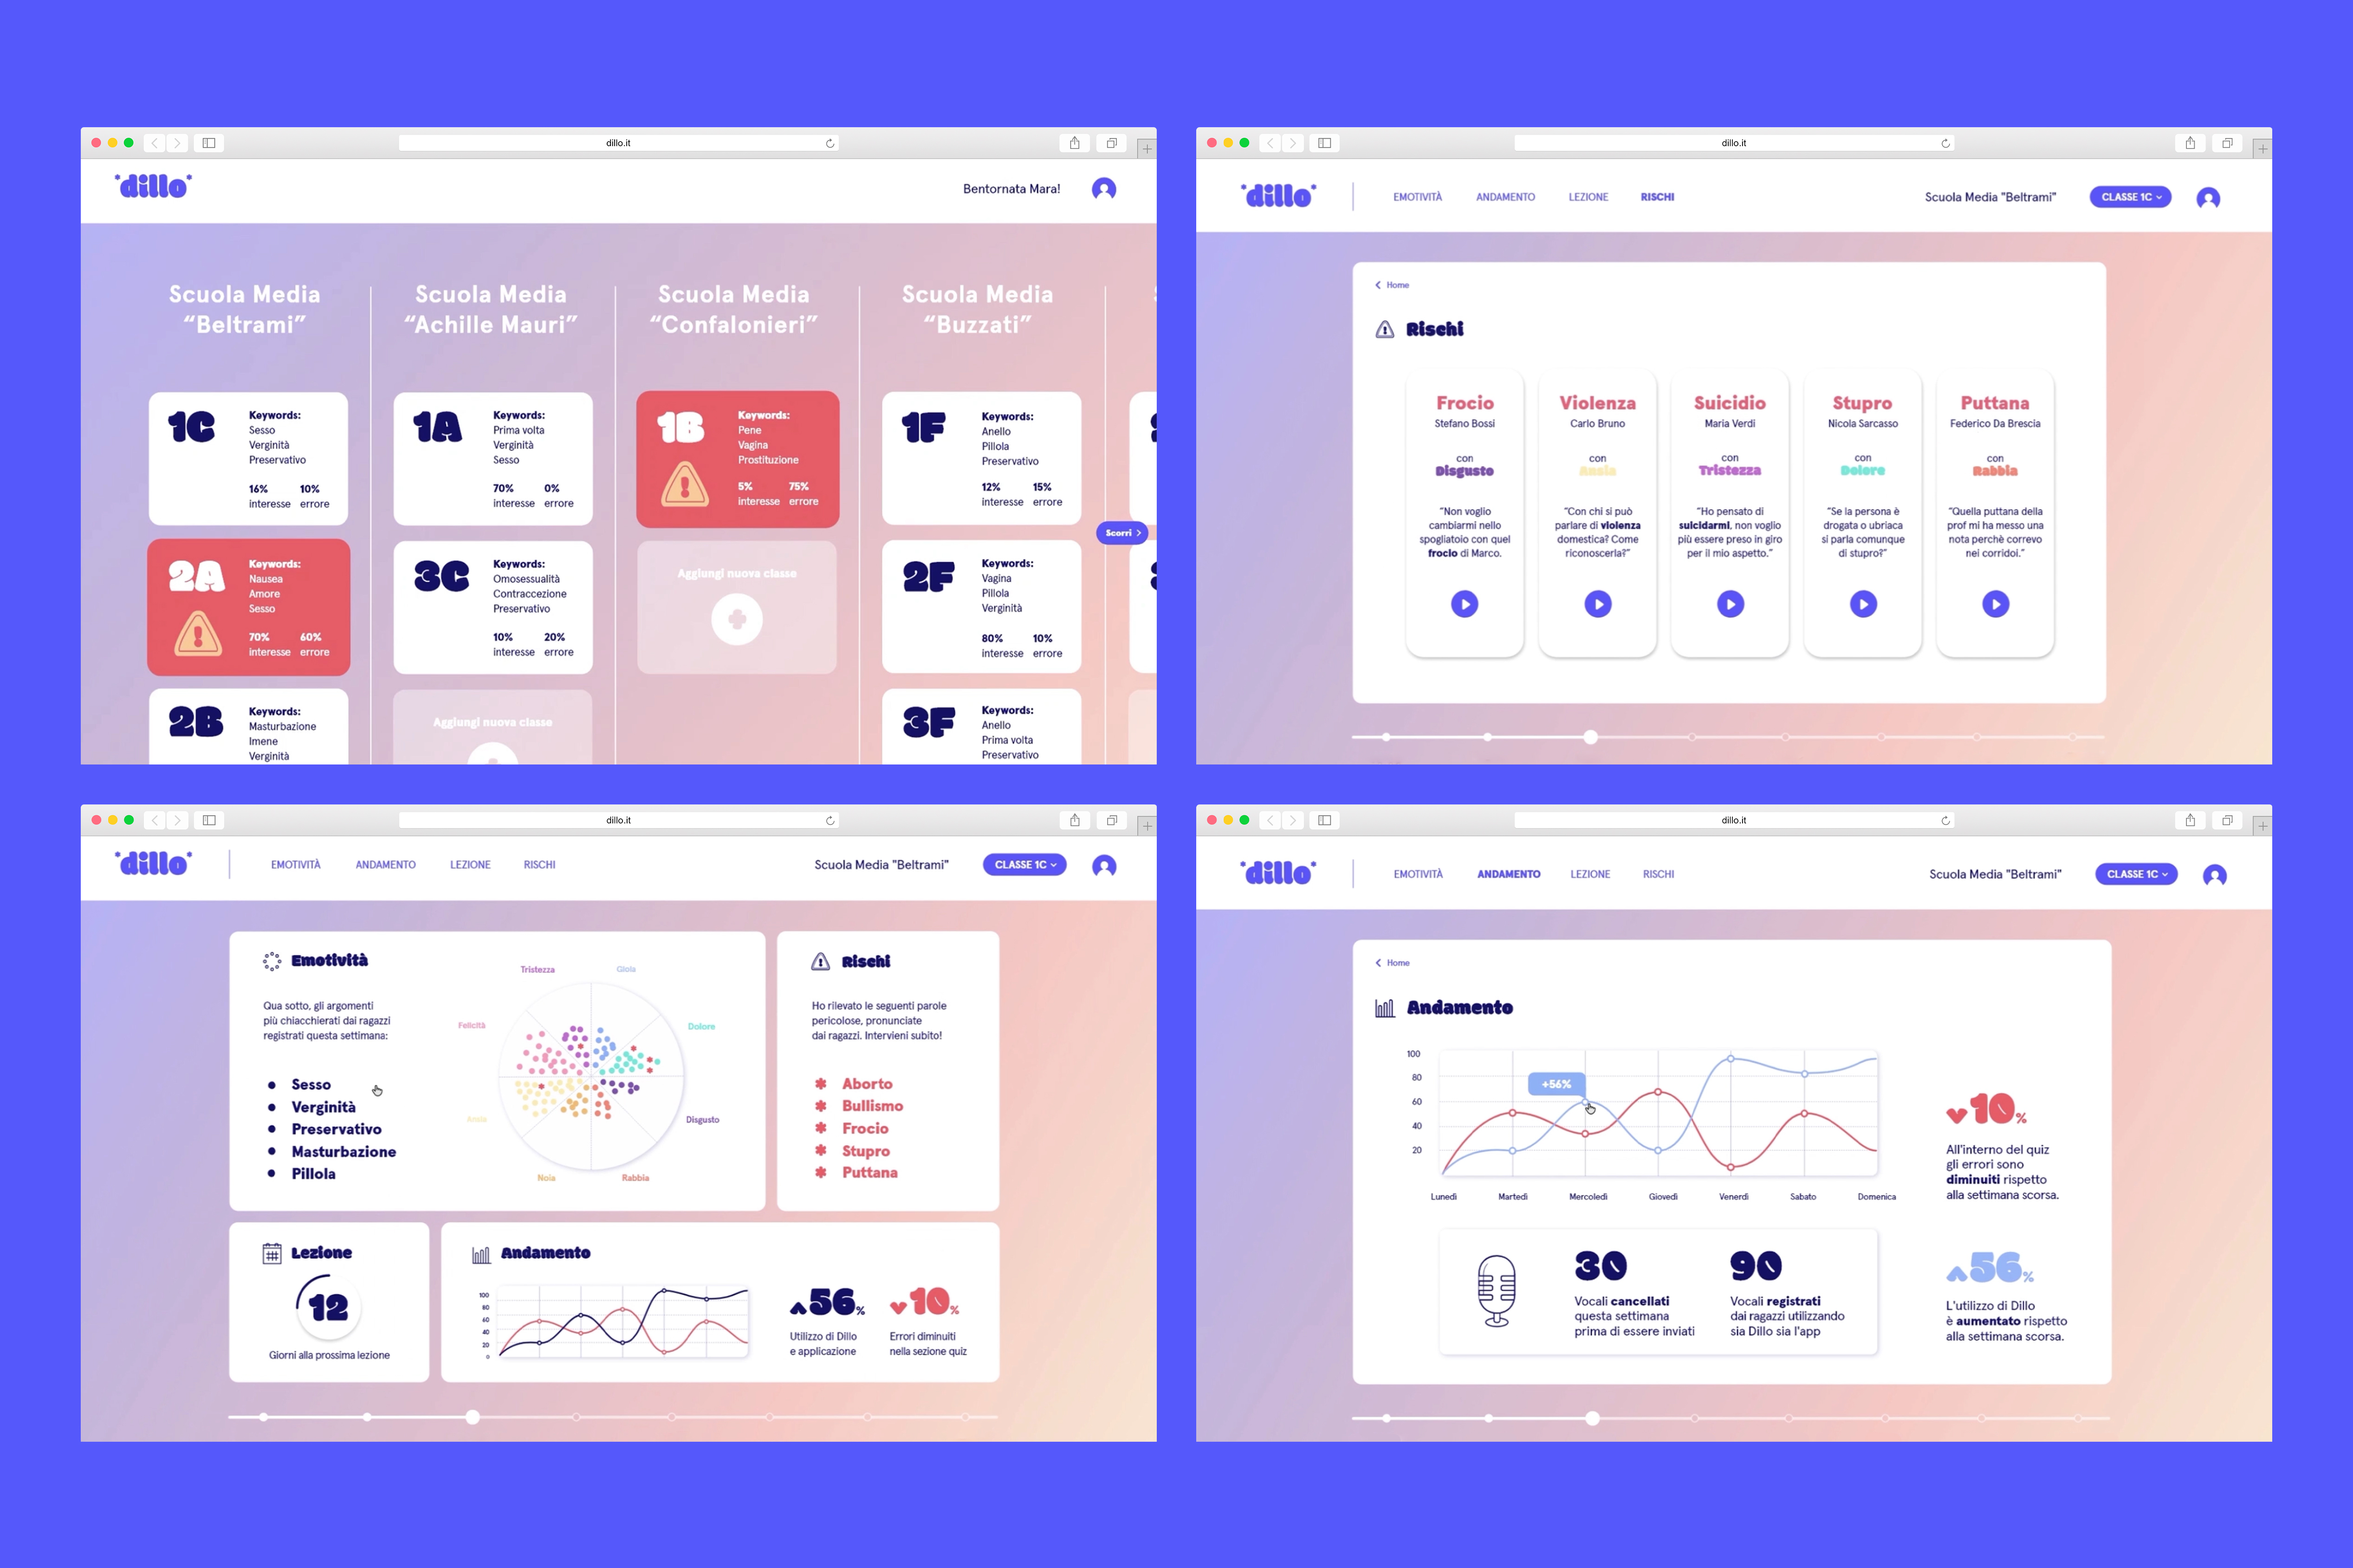 dillo.it
dillo
Bentornata Mara!
Scuola Media
“Beltrami”
1C
Keywords:
Sesso
Verginità
Preservativo
16% 10%
interesse errore
2A
Keywords:
Nausea
Amore
Sesso
70% 60%
interesse errore
2B
Keywords:
Masturbazione
Imene
Verginità
Scuola Media
“Achille Mauri”
1A
Keywords:
Prima volta
Verginità
Sesso
70% 0%
interesse errore
3C
Keywords:
Omosessualità
Contraccezione
Preservativo
10% 20%
interesse errore
Aggiungi nuova classe
Scuola Media
“Confalonieri”
1B
Keywords:
Pene
Vagina
Prostituzione
5% 75%
interesse errore
Aggiungi nuova classe
Scuola Media
“Buzzati”
1F
Keywords:
Anello
Pillola
Preservativo
12% 15%
interesse errore
2F
Keywords:
Vagina
Pillola
Verginità
80% 10%
interesse errore
3F
Keywords:
Anello
Prima volta
Preservativo
Scorri
dillo.it
dillo
EMOTIVITÀ ANDAMENTO LEZIONE RISCHI
Scuola Media "Beltrami"
CLASSE 1C
Home
Rischi
Frocio
Stefano Bossi
con
Disgusto
“Non voglio
cambiarmi nello
spogliatoio con quel
frocio di Marco.
Violenza
Carlo Bruno
con
Ansia
“Con chi si può
parlare di violenza
domestica? Come
riconoscerla?”
Suicidio
Maria Verdi
con
Tristezza
“Ho pensato di
suicidarmi, non voglio
più essere preso in giro
per il mio aspetto.”
Stupro
Nicola Sarcasso
con
Dolore
“Se la persona è
drogata o ubriaca
si parla comunque
di stupro?”
Puttana
Federico Da Brescia
con
Rabbia
“Quella puttana della
prof mi ha messo una
nota perchè correvo
nei corridoi.”
dillo.it
dillo
EMOTIVITÀ ANDAMENTO LEZIONE RISCHI
Scuola Media "Beltrami"
CLASSE 1C
Emotività
Qua sotto, gli argomenti
più chiacchierati dai ragazzi
registrati questa settimana:
Sesso
Verginità
Preservativo
Masturbazione
Pillola
Tristezza
Gioia
Felicità
Dolore
Ansia
Disgusto
Noia
Rabbia
Rischi
Ho rilevato le seguenti parole
pericolose, pronunciate
dai ragazzi. Intervieni subito!
Aborto
Bullismo
Frocio
Stupro
Puttana
Lezione
12
Giorni alla prossima lezione
Andamento
100
80
60
40
20
0
56%
Utilizzo di Dillo
e applicazione
10%
Errori diminuiti
nella sezione quiz
dillo.it
dillo
EMOTIVITÀ ANDAMENTO LEZIONE RISCHI
Scuola Media "Beltrami"
CLASSE 1C
Home
Andamento
100
80
60
40
20
+56%
Lunedì Martedì Mercoledì Giovedì Venerdì Sabato Domenica
10%
All'interno del quiz
gli errori sono
diminuiti rispetto
alla settimana scorsa.
30
Vocali cancellati
questa settimana
prima di essere inviati
90
Vocali registrati
dai ragazzi utilizzando
sia Dillo sia l'app
56%
L'utilizzo di Dillo
è aumentato rispetto
alla settimana scorsa.